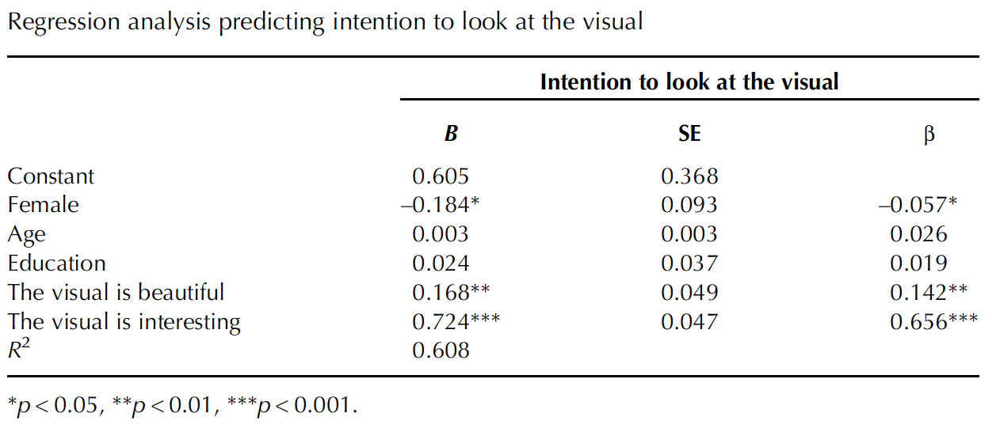 Regression analysis predicting intention to look at the visual
Intention to look at the visual
B SE β
Constant 0.605 0.368
Female –0.184* 0.093 –0.057*
Age 0.003 0.003 0.026
Education 0.024 0.037 0.019
The visual is beautiful 0.168** 0.049 0.142**
The visual is interesting 0.724*** 0.047 0.656***
R² 0.608
*p < 0.05, **p < 0.01, ***p < 0.001.